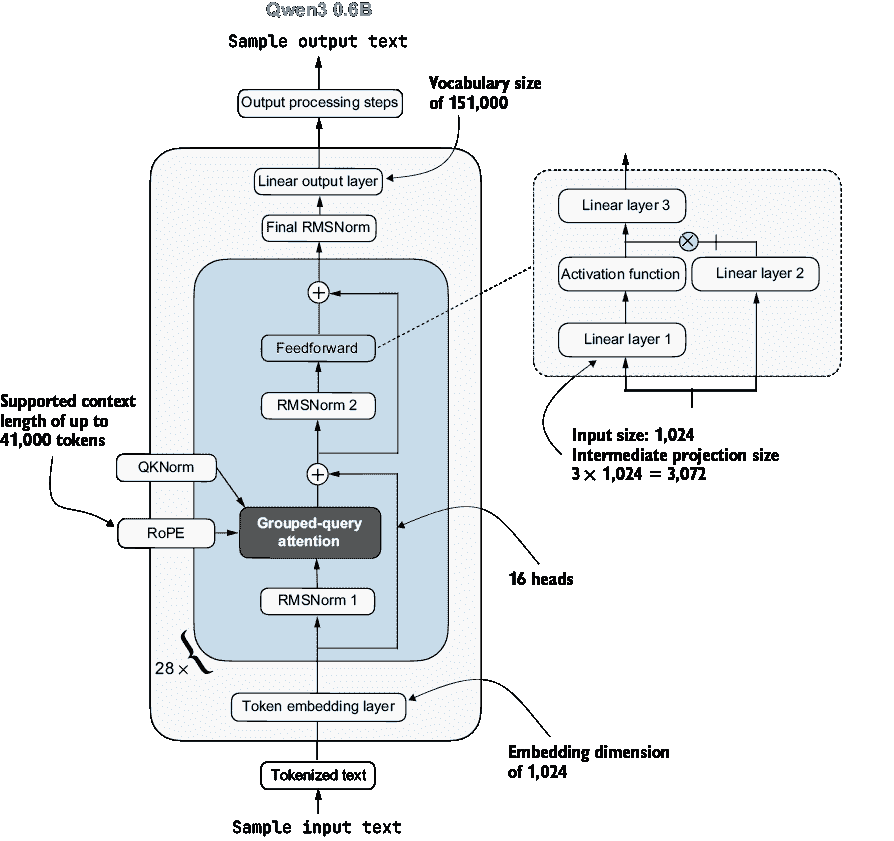 Qwen3 0.6B
Sample output text
Output processing steps
Vocabulary size
of 151,000
Linear output layer
Final RMSNorm
Feedforward
RMSNorm 2
Supported context
length of up to
41,000 tokens
QKNorm
RoPE
Grouped-query
attention
16 heads
RMSNorm 1
28 ×
Token embedding layer
Embedding dimension
of 1,024
Tokenized text
Sample input text
Linear layer 3
Activation function
Linear layer 2
Linear layer 1
Input size: 1,024
Intermediate projection size
3 × 1,024 = 3,072